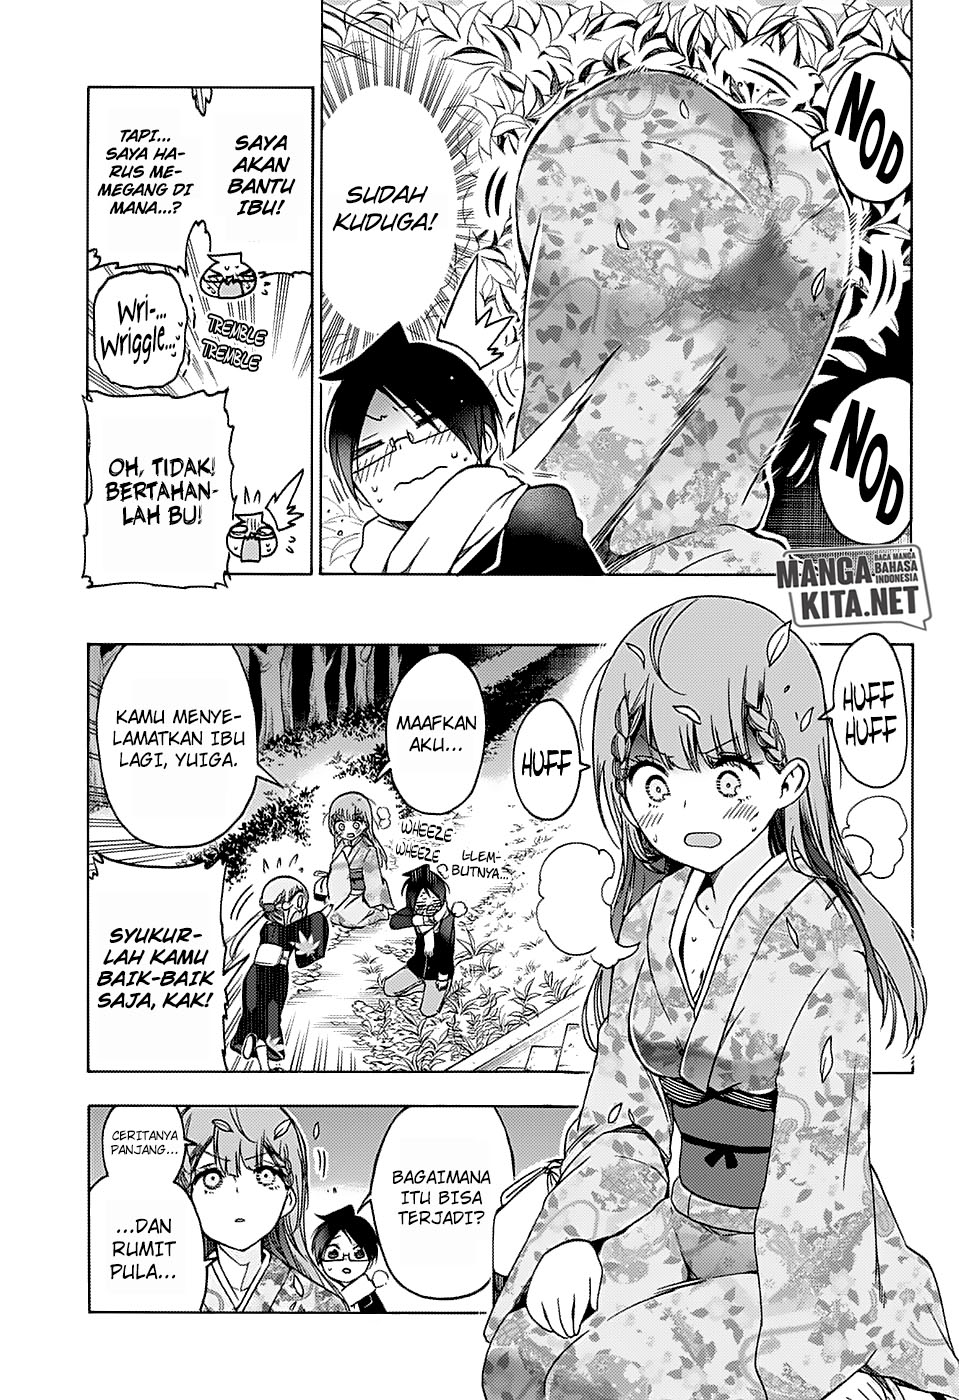 NOD
SUDAH
KUDUGA!
NOD
SAYA
AKAN
BANTU
IBU!
TAPI...
SAYA HA-
RUS ME-
MEGANG DI
MANA...?
TREMBLE
TREMBLE
Wri-...
Wriggle...
OH, TIDAK!
BERTAHAN-
LAH BU!
MANGA
KITA.NET
BACA MANGA
BAHASA
INDONESIA
HUFF
HUFF
HUFF
MAAFKAN
AKU...
KAMU MENYE-
LAMATKAN IBU
LAGI, YUIGA.
WHEEZE
WHEEZE
L-LEM-
BUTNYA...
SYUKUR-
LAH KAMU
BAIK-BAIK
SAJA, KAK!
BAGAIMANA
ITU BISA
TERJADI?
CERITANYA
PANJANG...
...DAN
RUMIT
PULA...